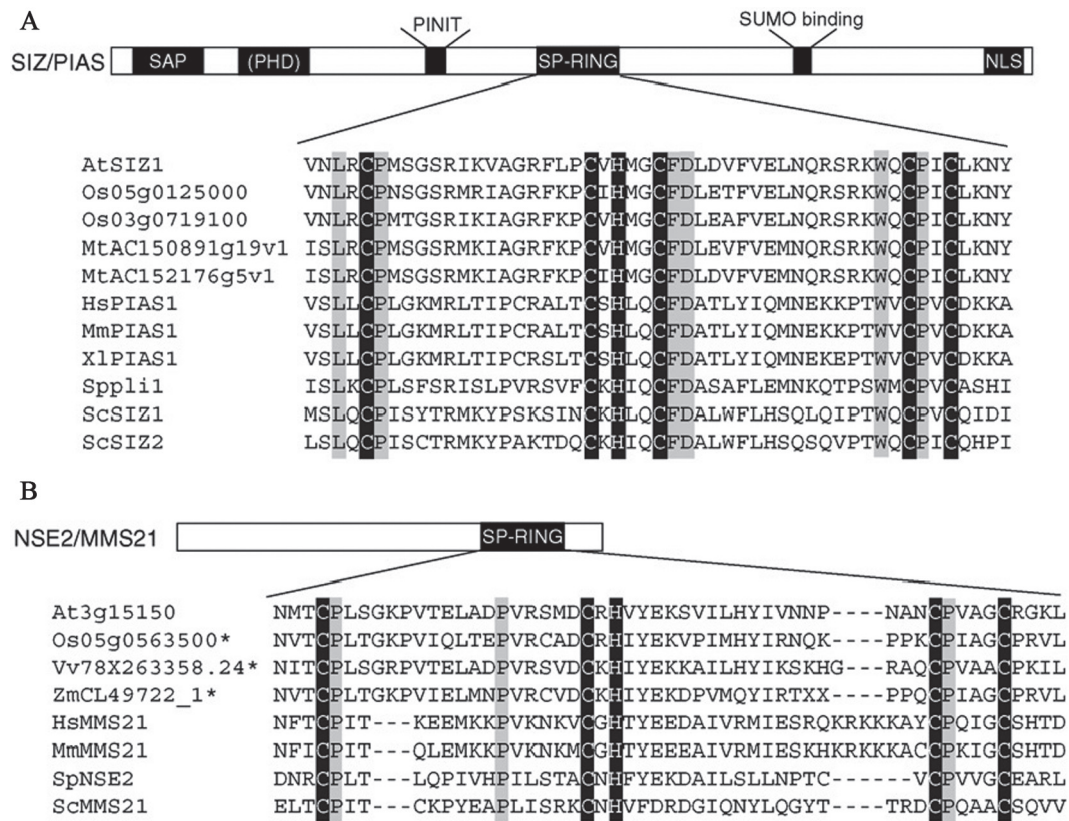 A
PINIT
SUMO binding
SIZ/PIAS SAP (PHD) SP-RING NLS
AtSIZ1 VNLRCPMSGSRIKVAGRFLPCVHMGCFDLDVFVELNQRSRKWQCPICLKNY
Os05g0125000 VNLRCPNSGSRMRIAGRFKPCIHMGCFDLETFVELNQRSRKWQCPICLKNY
Os03g0719100 VNLRCPMTGSRIKIAGRFKPCVHMGCFDLEAFVELNQRSRKWQCPICLKNY
MtAC150891g19v1 ISLRCPMSGSRMKIAGRFKPCVHMGCFDLEVFVEMNQRSRKWQCPICLKNY
MtAC152176g5v1 ISLRCPMSGSRMKIAGRFKPCIHMGCFDLDVFVEMNQRSRKWQCPICLKNY
HsPIAS1 VSLLCPLGKMRLTIPCRALTCSHLQCFDATLYIQMNEKKPTWVCPVCDKKA
MmPIAS1 VSLLCPLGKMRLTIPCRALTCSHLQCFDATLYIQMNEKKPTWVCPVCDKKA
XlPIAS1 VSLLCPLGKMRLTIPCRSLTCSHLQCFDATLYIQMNEKEPTWVCPVCDKKA
Sppli1 ISLKCPLSFSRISLPVRSVFCKHIQCFDASAFLEMNKQTPSWMCPVCASHI
ScSIZ1 MSLQCPISYTRMKYPSKSINCKHLQCFDALWFLHSQLQIPTWQCPVCQIDI
ScSIZ2 LSLQCPISCTRMKYPAKTDQCKHIQCFDALWFLHSQSQVPTWQCPICQHPI
B
NSE2/MMS21 SP-RING
At3g15150 NMTCPLSGKPVTELADPVRSMDCRHVYEKSVILHYIVNNP----NANCPVAGCRGKL
Os05g0563500* NVTCPLTGKPVIQLTEPVRCADCRHIYEKVPIMHYIRNQK----PPKCPIAGCPRVL
Vv78X263358.24* NITCPLSGKPVTELADPVRSVDCKHIYEKKAILHYIKSKHG---RAQCPVAACPKIL
ZmCL49722_1* NVTCPLTGKPVIELMNPVRCVDCKHIYEKDPVMQYIRTXX----PPQCPIAGCPRVL
HsMMS21 NFTCPIT---KEEMKKPVKNKVCGHTYEEDAIVRMIESRQKRKKKAYCPQIGCSHTD
MmMMS21 NFICPIT---QLEMKKPVKNKMCGHTYEEEAIVRMIESKHKRKKKACCPKIGCSHTD
SpNSE2 DNRCPLT---LQPIVHPILSTACNHFYEKDAILSLLNPTC------VCPVVGCEARL
ScMMS21 ELTCPIT---CKPYEAPLISRKCNHVFDRDGIQNYLQGYT----TRDCPQAACSQVV